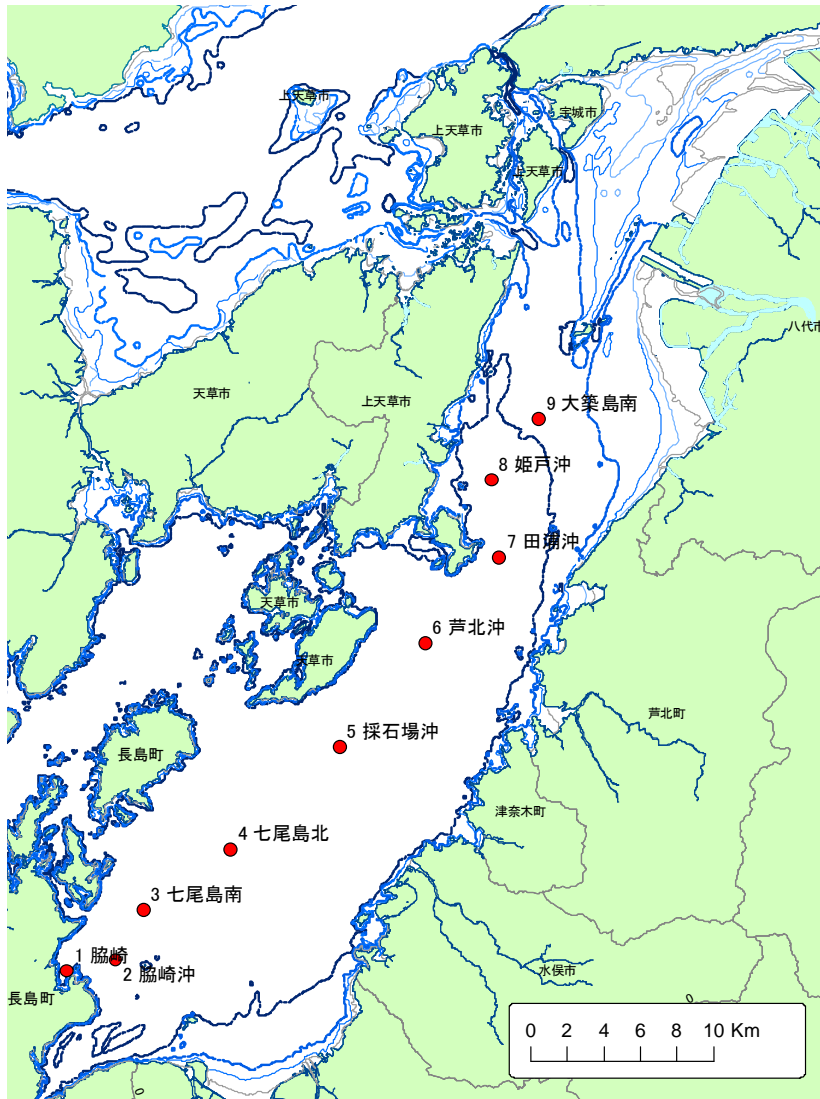 上天草市
宇城市
上天草市
上天草市
八代市
天草市
上天草市
9 大築島南
8 姫戸沖
7 田浦沖
天草市
6 芦北沖
天草市
芦北町
5 採石場沖
長島町
津奈木町
4 七尾島北
3 七尾島南
1 脇崎
2 脇崎沖
水俣市
長島町
0
0
0 2 4 6 8 10 Km